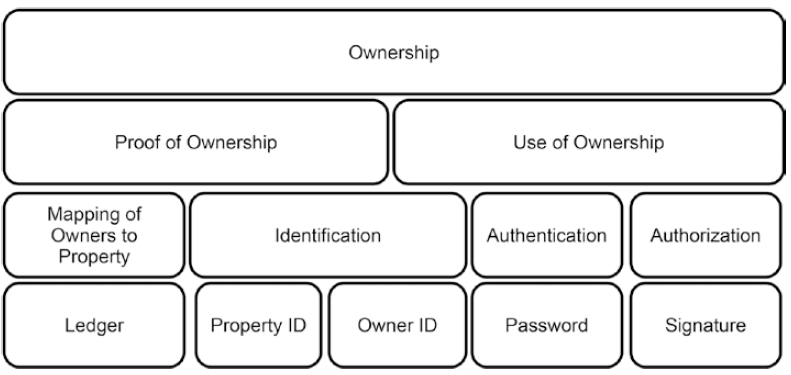 Ownership
Proof of Ownership
Use of Ownership
Mapping of
Owners to
Property
Identification
Authentication
Authorization
Ledger
Property ID
Owner ID
Password
Signature